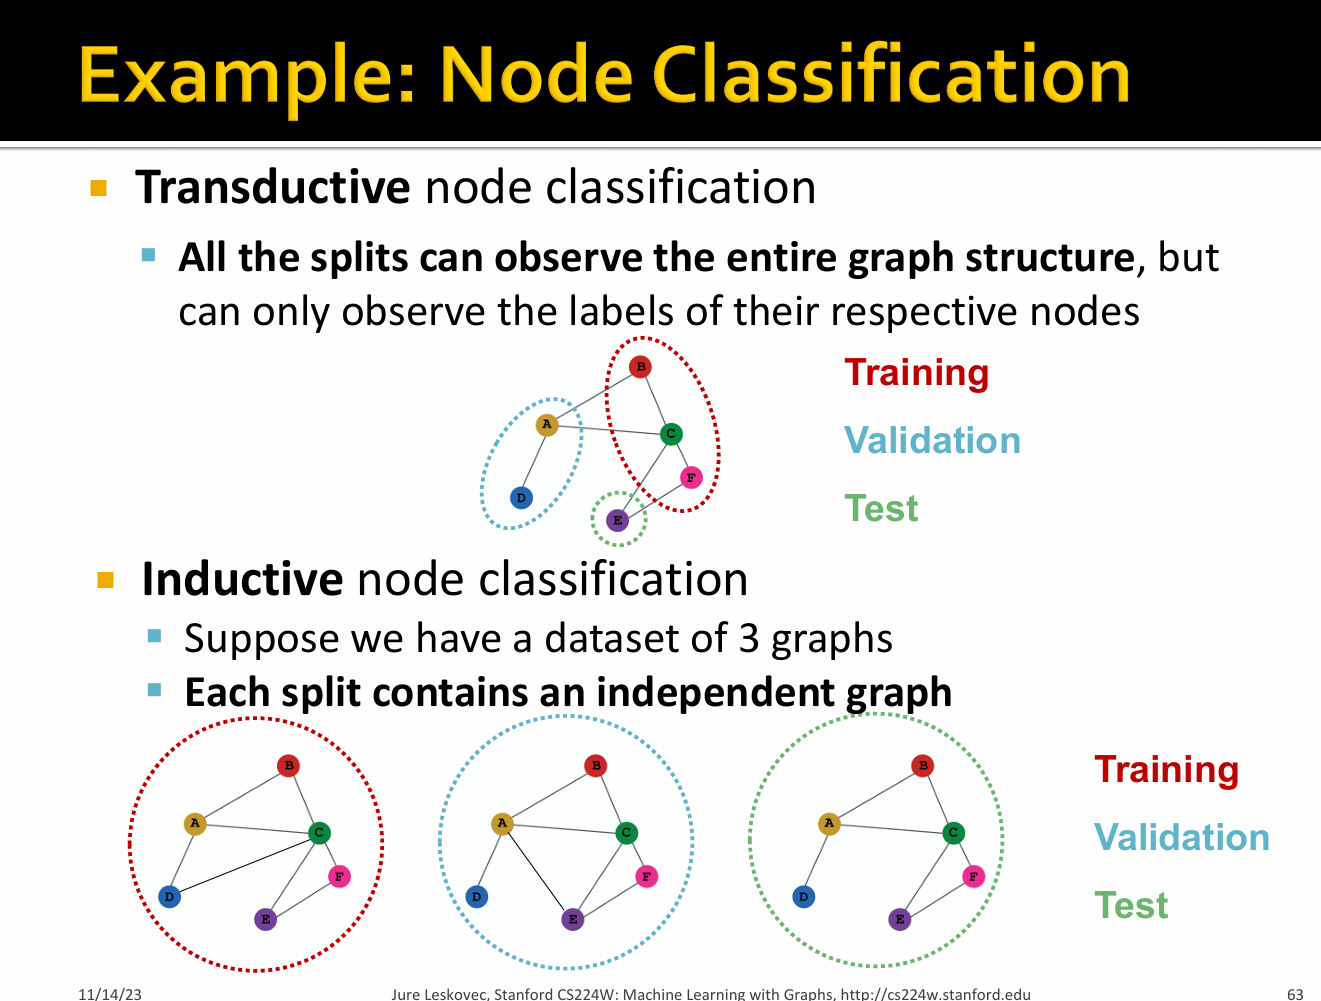 Example: Node Classification
Transductive node classification
All the splits can observe the entire graph structure, but
can only observe the labels of their respective nodes
B
A
C
F
D
E
Training
Validation
Test
Inductive node classification
Suppose we have a dataset of 3 graphs
Each split contains an independent graph
B
A
C
F
D
E
B
A
C
F
D
E
B
A
C
F
D
E
Training
Validation
Test
11/14/23 Jure Leskovec, Stanford CS224W: Machine Learning with Graphs, http://cs224w.stanford.edu 63